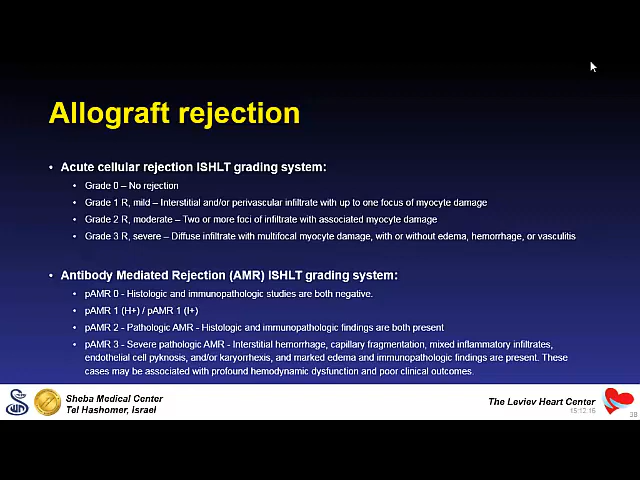 Allograft rejection
• Acute cellular rejection ISHLT grading system:
• Grade 0 – No rejection
• Grade 1 R, mild – Interstitial and/or perivascular infiltrate with up to one focus of myocyte damage
• Grade 2 R, moderate – Two or more foci of infiltrate with associated myocyte damage
• Grade 3 R, severe – Diffuse infiltrate with multifocal myocyte damage, with or without edema, hemorrhage, or vasculitis
• Antibody Mediated Rejection (AMR) ISHLT grading system:
• pAMR 0 - Histologic and immunopathologic studies are both negative.
• pAMR 1 (H+) / pAMR 1 (I+)
• pAMR 2 - Pathologic AMR - Histologic and immunopathologic findings are both present
• pAMR 3 - Severe pathologic AMR - Interstitial hemorrhage, capillary fragmentation, mixed inflammatory infiltrates,
endothelial cell pyknosis, and/or karyorrhexis, and marked edema and immunopathologic findings are present. These
cases may be associated with profound hemodynamic dysfunction and poor clinical outcomes.
Sheba Medical Center
Tel Hashomer, Israel
The Leviev Heart Center
15.12.16
38